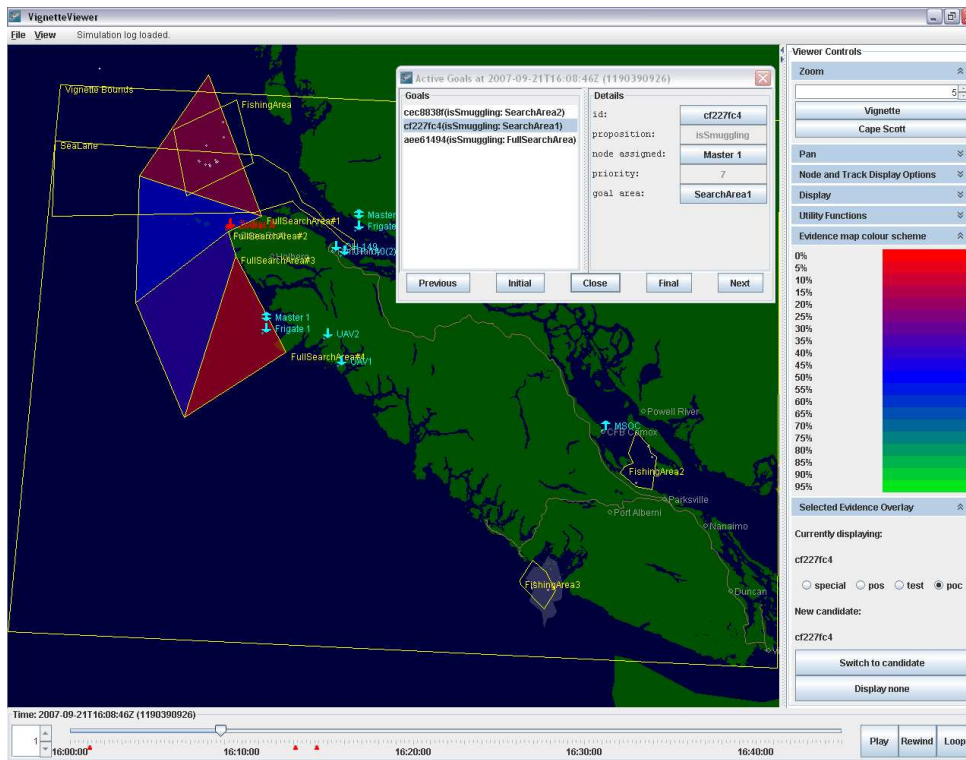 VignetteViewer
File View Simulation log loaded.
Vignette Bounds
FishingArea
SeaLane
FullSearchArea#1
FullSearchArea#2
FullSearchArea#3
Master
Frigate
CH-149
Holberg
Master 1
Frigate 1
UAV2
FullSearchArea#4
UAV1
Powell River
MSOC
CFB Comox
FishingArea2
Parksville
Port Alberni
Nanaimo
FishingArea3
Duncan
Active Goals at 2007-09-21T16:08:46Z (1190390926)
Goals
cec8838f(isSmuggling: SearchArea2)
cf227fc4(isSmuggling: SearchArea1)
aee61494(isSmuggling: FullSearchArea)
Details
id: cf227fc4
proposition: isSmuggling
node assigned: Master 1
priority: 7
goal area: SearchArea1
Previous Initial Close Final Next
Viewer Controls
Zoom
5
Vignette
Cape Scott
Pan
Node and Track Display Options
Display
Utility Functions
Evidence map colour scheme
0%
5%
10%
15%
20%
25%
30%
35%
40%
45%
50%
55%
60%
65%
70%
75%
80%
85%
90%
95%
Selected Evidence Overlay
Currently displaying:
cf227fc4
special pos test poc
New candidate:
cf227fc4
Switch to candidate
Display none
Time: 2007-09-21T16:08:46Z (1190390926)
1
16:00:00 16:10:00 16:20:00 16:30:00 16:40:00
Play Rewind Loop